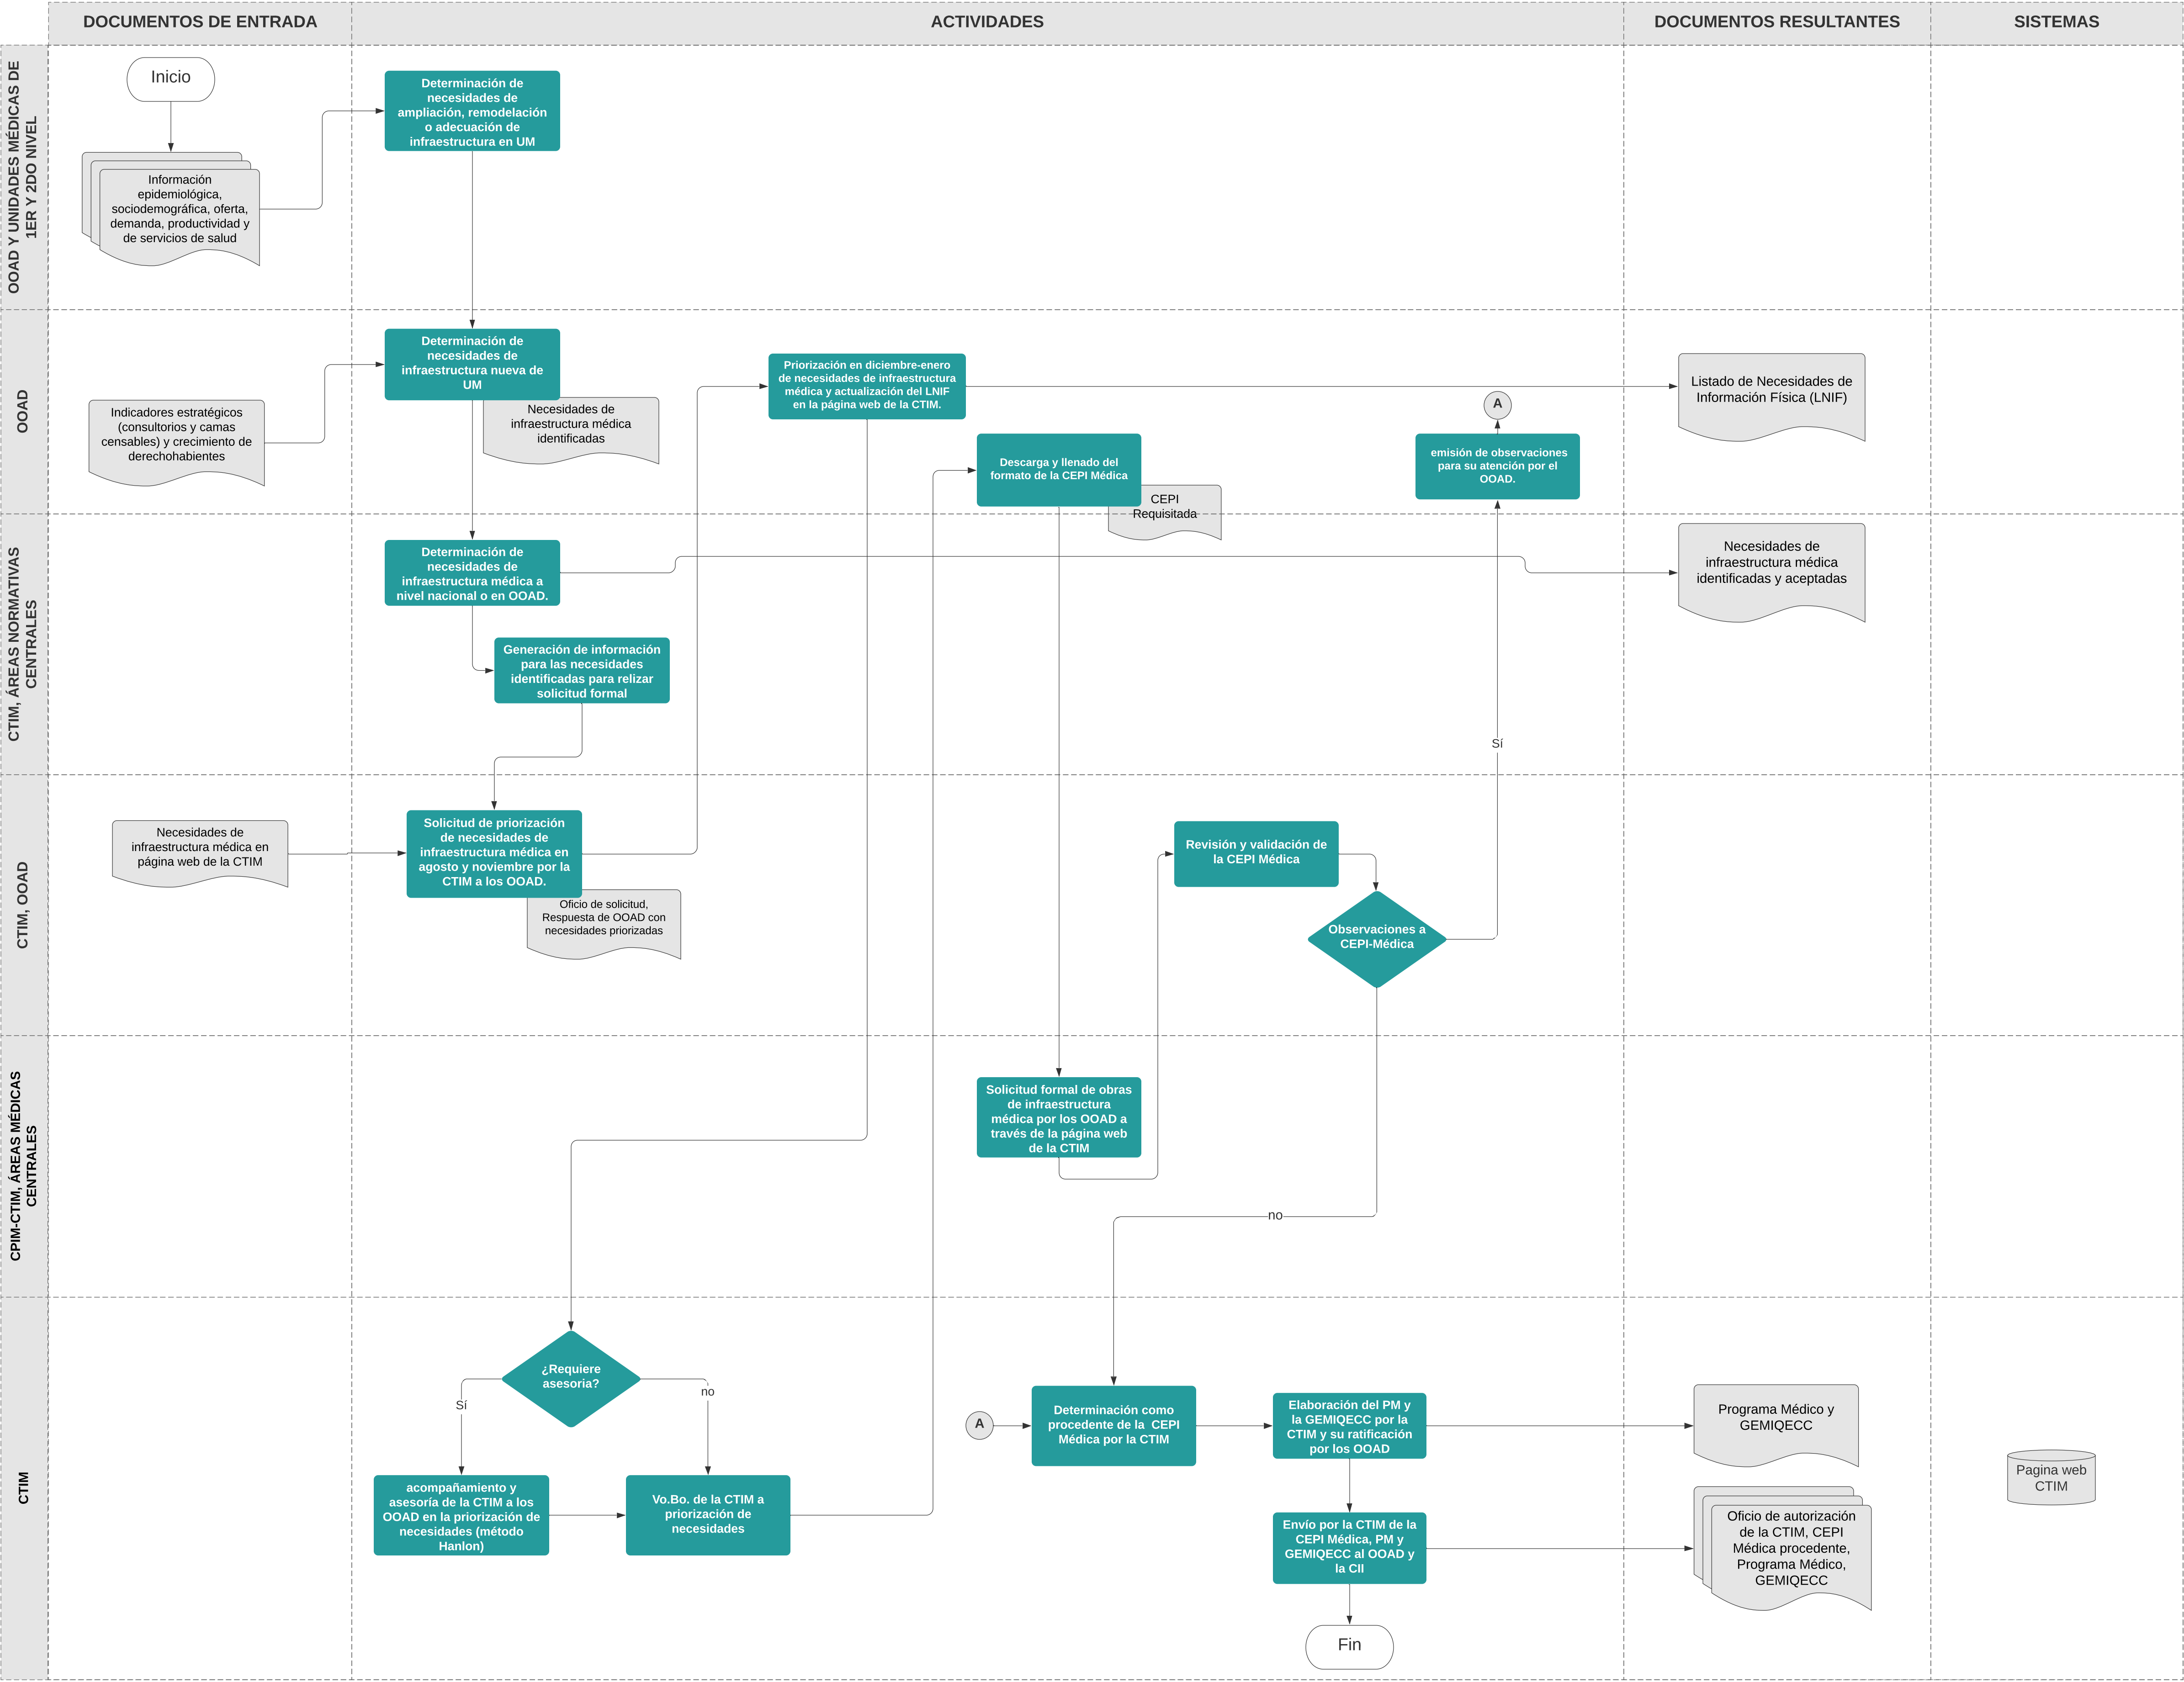 DOCUMENTOS DE ENTRADA
ACTIVIDADES
DOCUMENTOS RESULTANTES
SISTEMAS
OOAD Y UNIDADES MÉDICAS DE
1ER Y 2DO NIVEL
Inicio
Información
epidemiológica,
sociodemográfica, oferta,
demanda, productividad y
de servicios de salud
Determinación de
necesidades de
ampliación, remodelación
o adecuación de
infraestructura en UM
OOAD
Indicadores estratégicos
(consultorios y camas
censables) y crecimiento de
derechohabientes
Determinación de
necesidades de
infraestructura nueva de
UM
Necesidades de
infraestructura médica
identificadas
Priorización en diciembre-enero
de necesidades de infraestructura
médica y actualización del LNIF
en la página web de la CTIM.
Descarga y llenado del
formato de la CEPI Médica
CEPI
Requisitada
A
emisión de observaciones
para su atención por el
OOAD.
Listado de Necesidades de
Información Física (LNIF)
CTIM, ÁREAS NORMATIVAS
CENTRALES
Determinación de
necesidades de
infraestructura médica a
nivel nacional o en OOAD.
Generación de información
para las necesidades
identificadas para relizar
solicitud formal
Necesidades de
infraestructura médica
identificadas y aceptadas
Sí
CTIM, OOAD
Necesidades de
infraestructura médica en
página web de la CTIM
Solicitud de priorización
de necesidades de
infraestructura médica en
agosto y noviembre por la
CTIM a los OOAD.
Oficio de solicitud,
Respuesta de OOAD con
necesidades priorizadas
Revisión y validación de
la CEPI Médica
Observaciones a
CEPI-Médica
CPIM-CTIM, ÁREAS MÉDICAS
CENTRALES
Solicitud formal de obras
de infraestructura
médica por los OOAD a
través de la página web
de la CTIM
no
CTIM
¿Requiere
asesoria?
Sí
no
acompañamiento y
asesoría de la CTIM a los
OOAD en la priorización de
necesidades (método
Hanlon)
Vo.Bo. de la CTIM a
priorización de
necesidades
A
Determinación como
procedente de la CEPI
Médica por la CTIM
Elaboración del PM y
la GEMIQECC por la
CTIM y su ratificación
por los OOAD
Envío por la CTIM de la
CEPI Médica, PM y
GEMIQECC al OOAD y
la CII
Fin
Programa Médico y
GEMIQECC
Oficio de autorización
de la CTIM, CEPI
Médica procedente,
Programa Médico,
GEMIQECC
Pagina web
CTIM